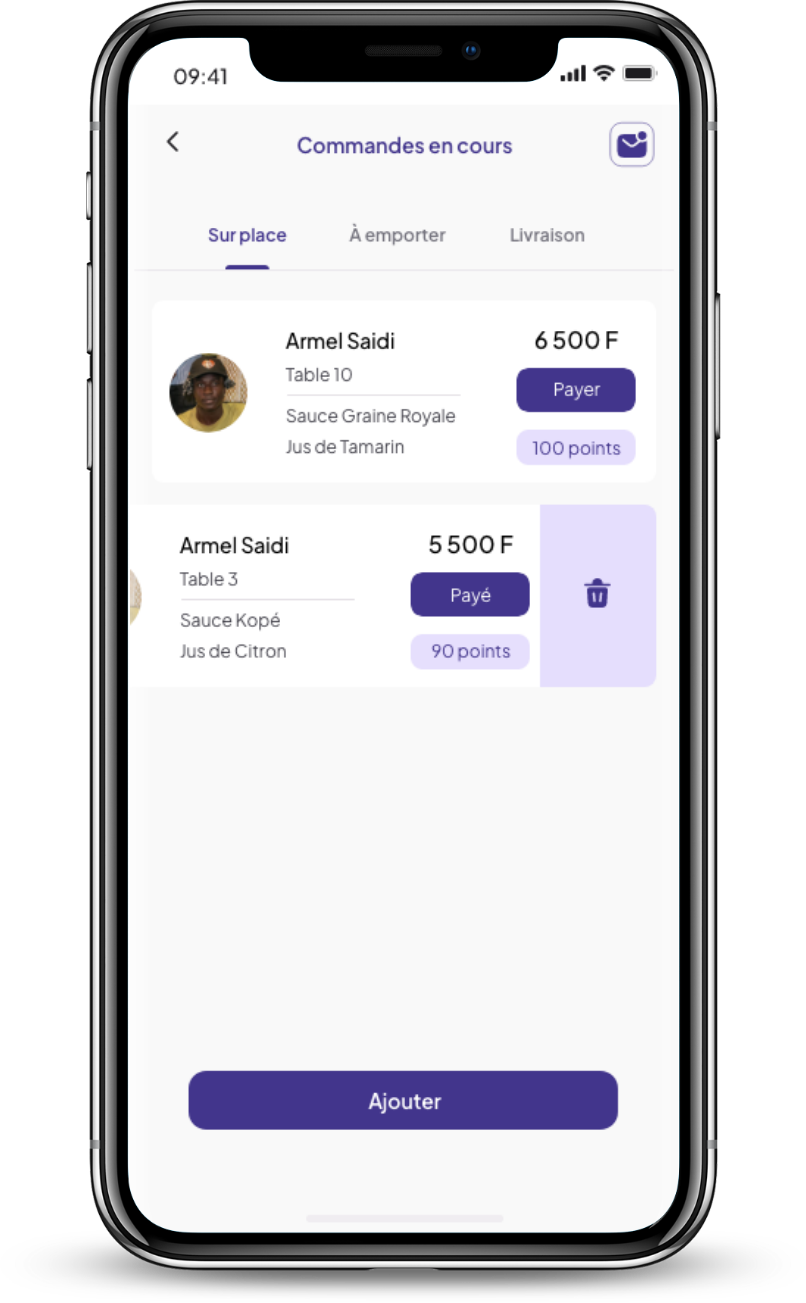 09:41
Commandes en cours
Sur place
À emporter
Livraison
Armel Saidi
6 500 F
Table 10
Payer
Sauce Graine Royale
Jus de Tamarin
100 points
Armel Saidi
5 500 F
Table 3
Payé
Sauce Kopé
Jus de Citron
90 points
Ajouter